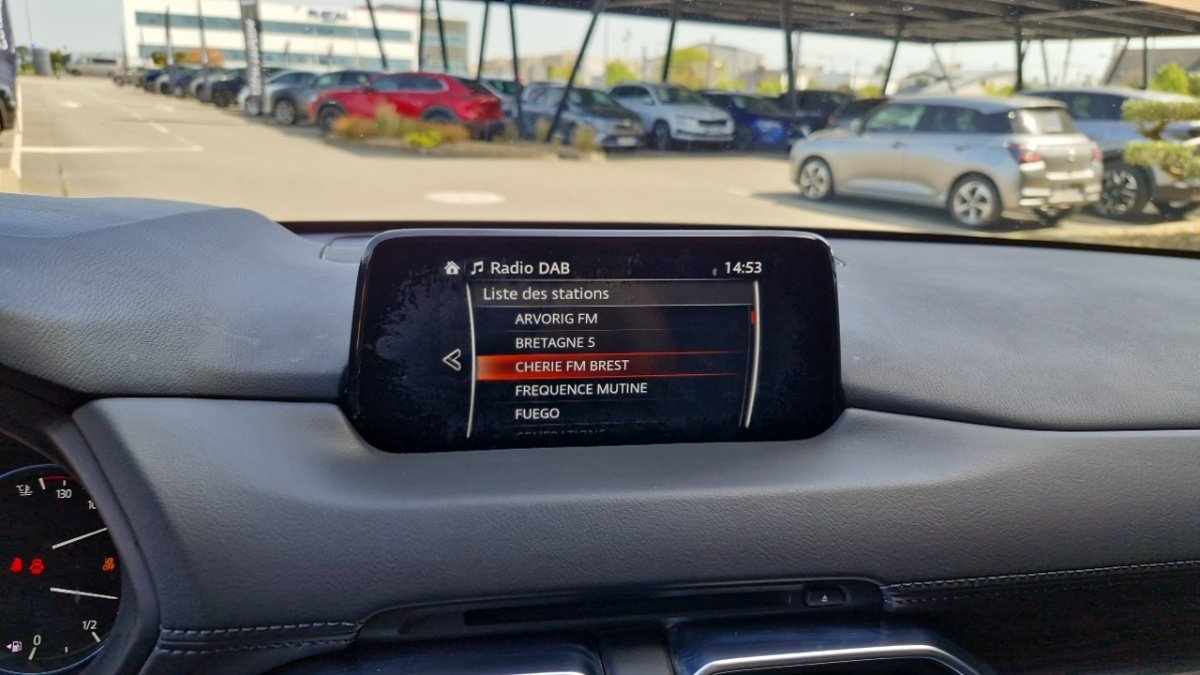 Radio DAB
14:53
Liste des stations
ARVORIG FM
BRETAGNE 5
CHERIE FM BREST
FREQUENCE MUTINE
FUEGO
GENERATIONS
130
1/2
0